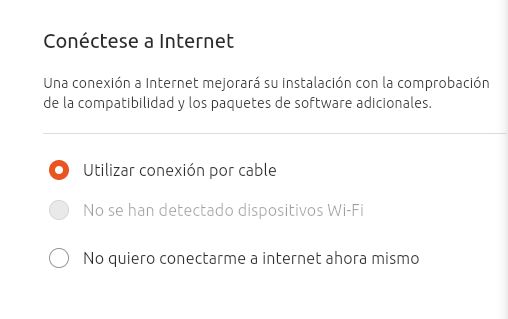 Conéctese a Internet
Una conexión a Internet mejorará su instalación con la comprobación
de la compatibilidad y los paquetes de software adicionales.
Utilizar conexión por cable
No se han detectado dispositivos Wi-Fi
No quiero conectarme a internet ahora mismo